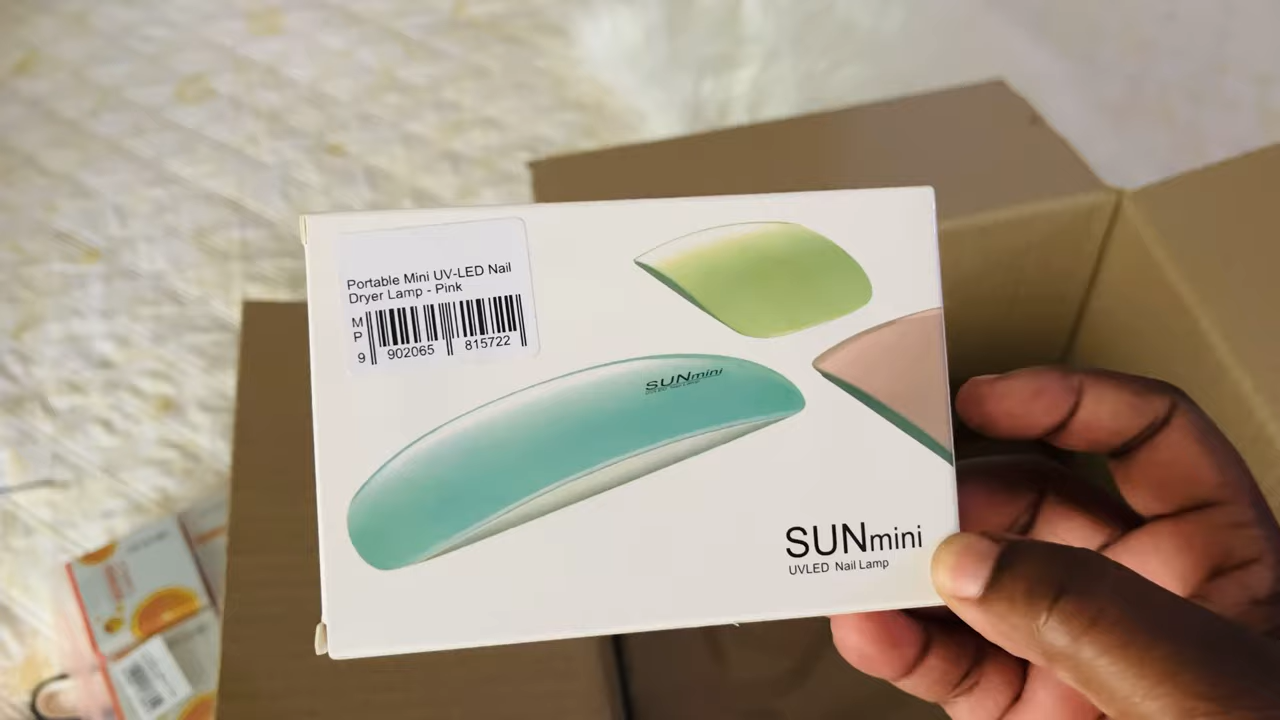 Portable Mini UV-LED Nail
Dryer Lamp - Pink
M
P
9 902065 815722
SUNmini
SUNmini
UVLED Nail Lamp